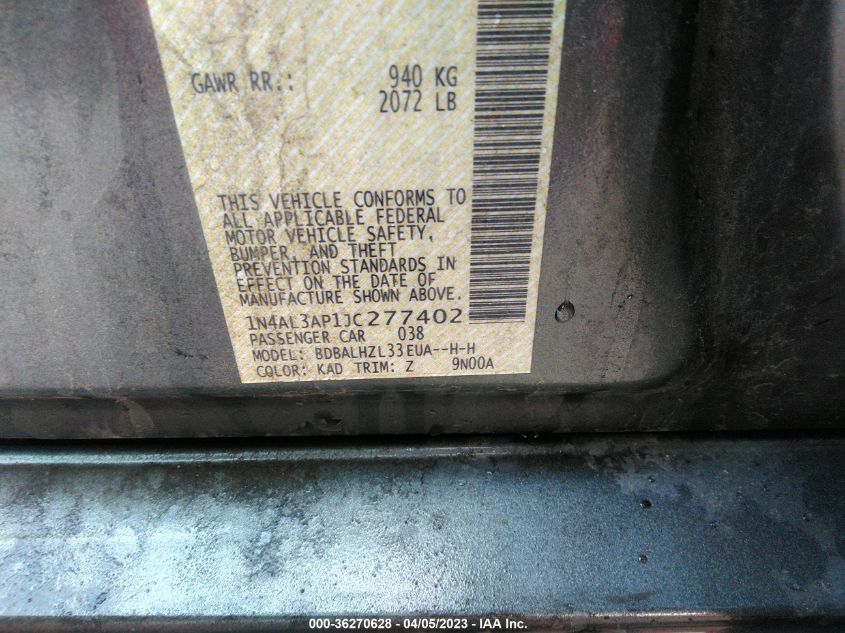 GAWR RR.: 940 KG
2072 LB
THIS VEHICLE CONFORMS TO
ALL APPLICABLE FEDERAL
MOTOR VEHICLE SAFETY,
BUMPER, AND THEFT
PREVENTION STANDARDS IN
EFFECT ON THE DATE OF
MANUFACTURE SHOWN ABOVE.
1N4AL3AP1JC277402
PASSENGER CAR 038
MODEL: BDBALHZL33EUA--H-H
COLOR: KAD TRIM: Z 9N00A
000-36270628 - 04/05/2023 - IAA Inc.